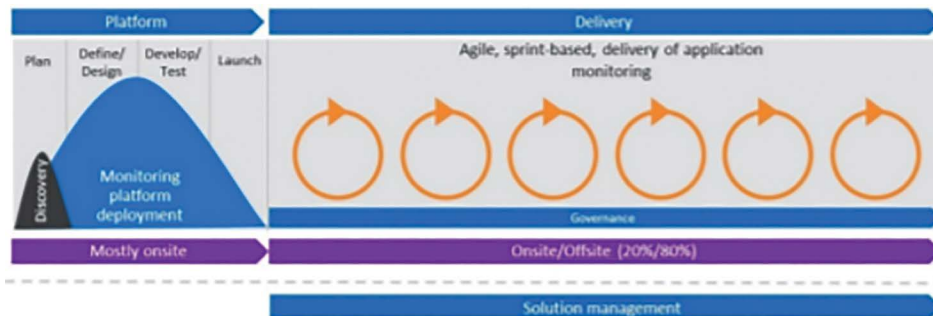 Platform
Delivery
Plan
Define/
Design
Develop/
Test
Launch
Agile, sprint-based, delivery of application
monitoring
Discovery
Monitoring
platform
deployment
Governance
Mostly onsite
Onsite/Offsite (20%/80%)
Solution management